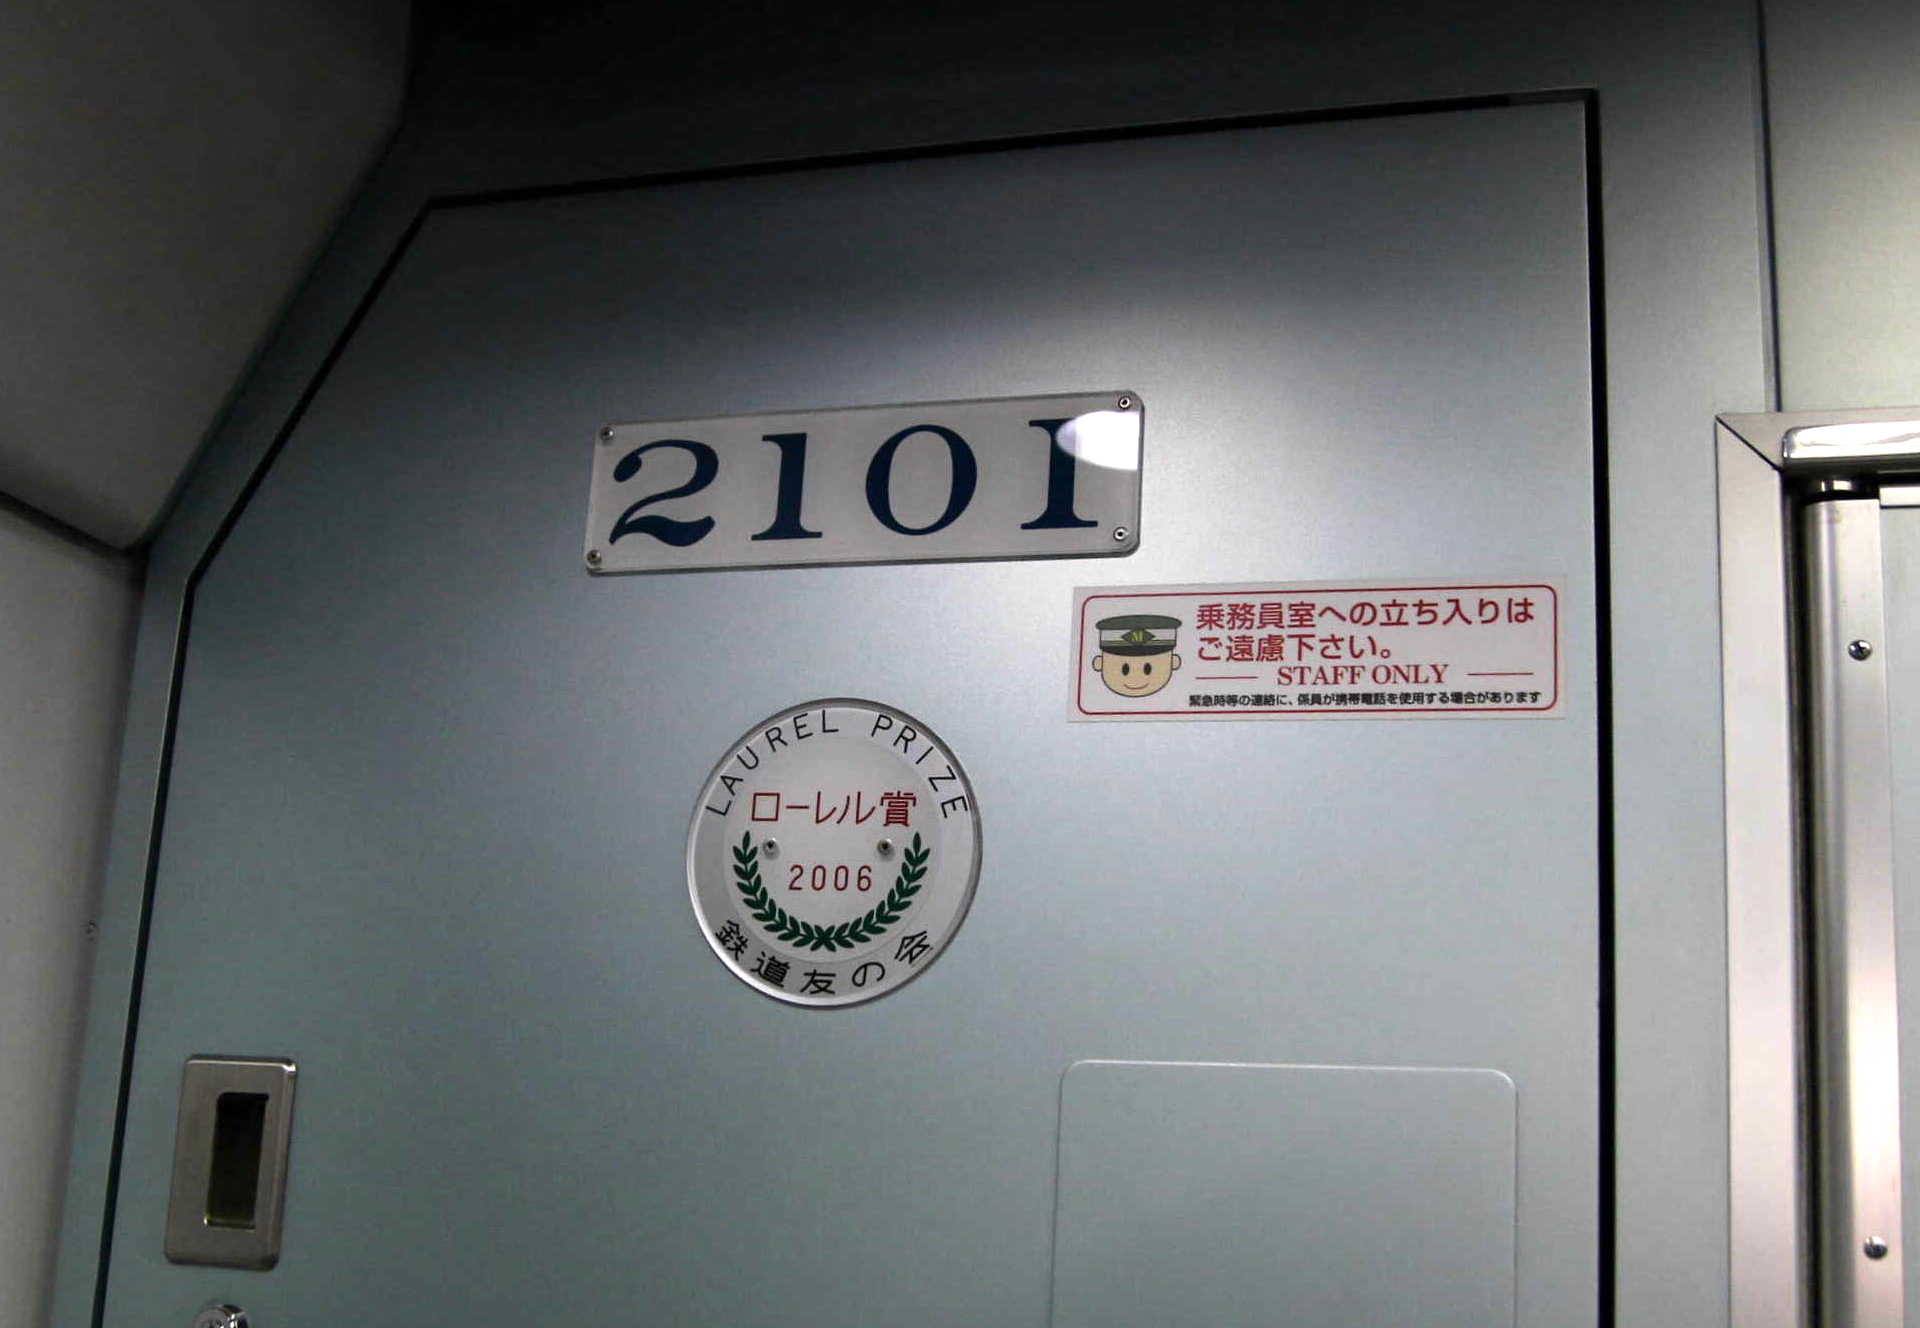 2101
乗務員室への立ち入りは
ご遠慮下さい。
STAFF ONLY
緊急時等の連絡に、係員が携帯電話を使用する場合があります
M
LAUREL PRIZE
ローレル賞
2006
鉄道友の会